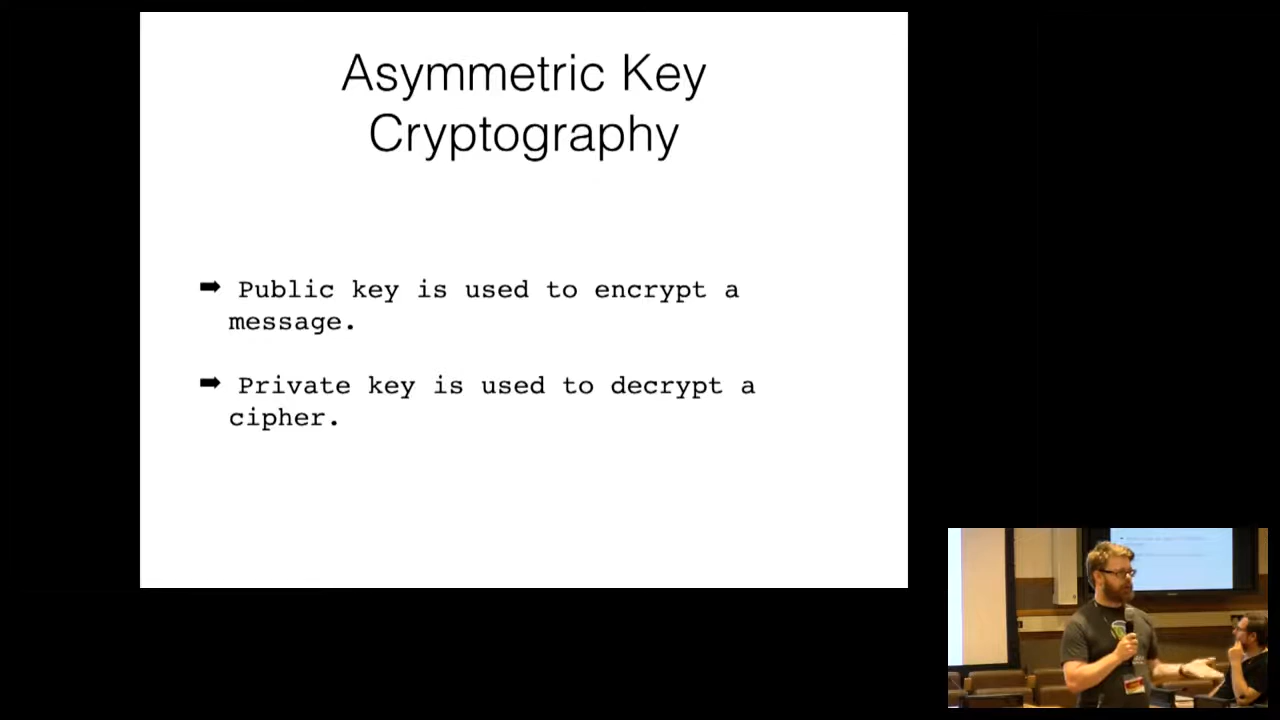 Asymmetric Key
Cryptography
➡ Public key is used to encrypt a
message.
➡ Private key is used to decrypt a
cipher.